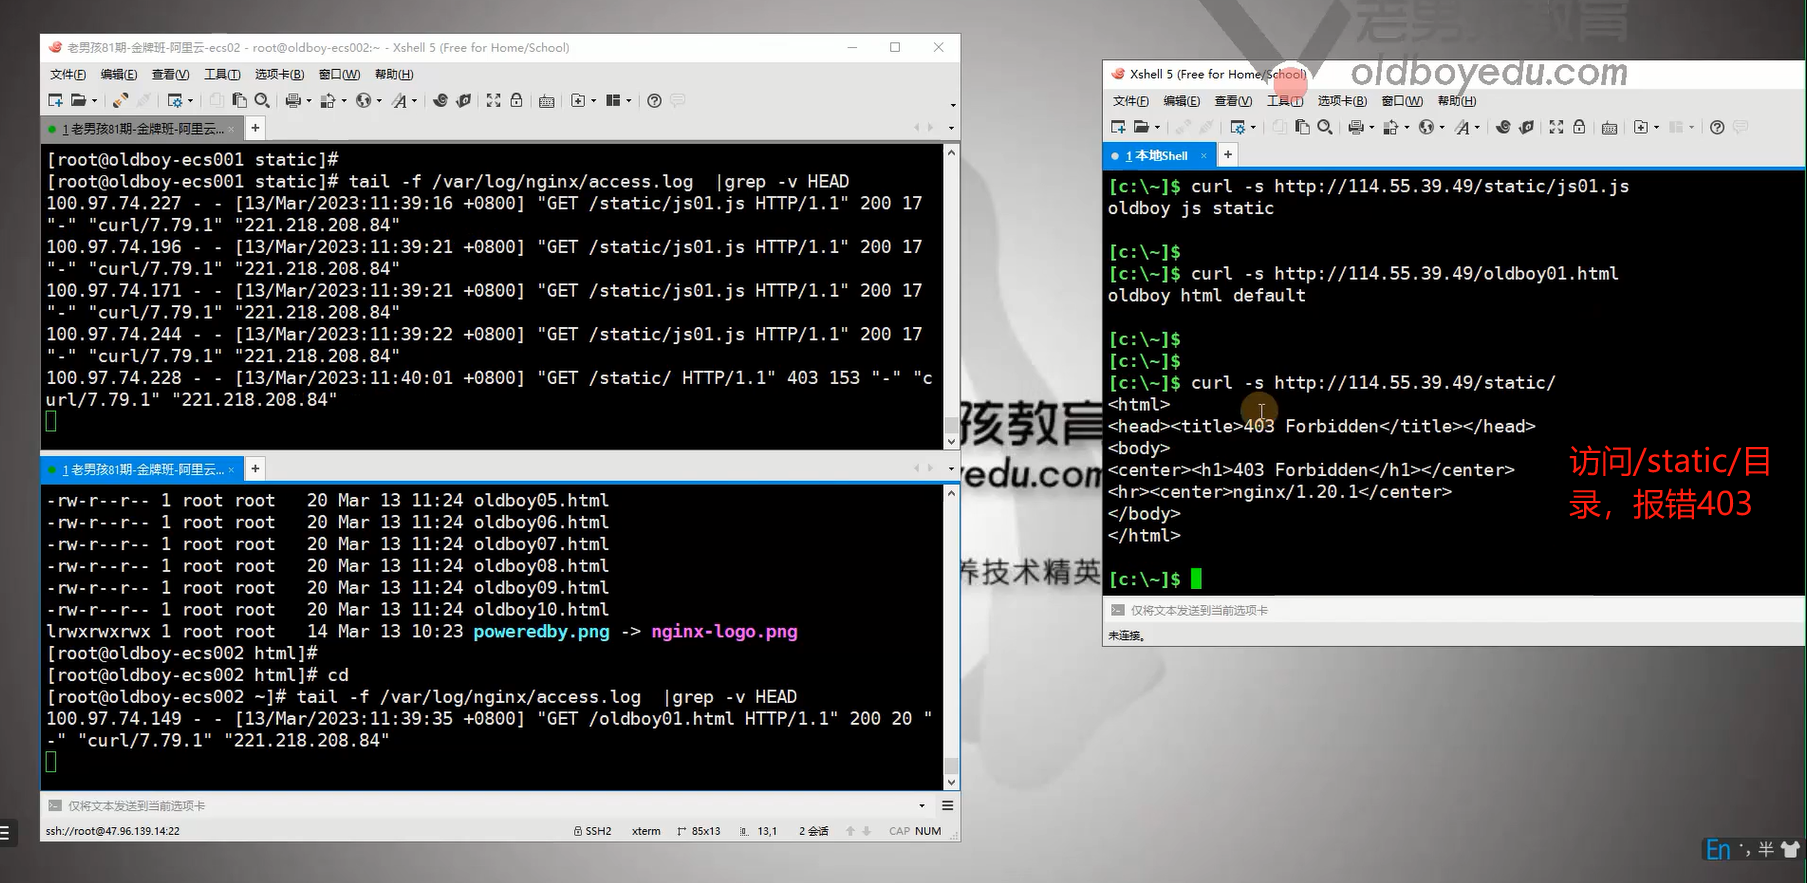 老男孩教育
oldboyedu.com
老男孩81期-金牌班-阿里云-ecs02 - root@oldboy-ecs002:~ - Xshell 5 (Free for Home/School)
文件(F) 编辑(E) 查看(V) 工具(T) 选项卡(B) 窗口(W) 帮助(H)
1 老男孩81期-金牌班-阿里云...
[root@oldboy-ecs001 static]#
[root@oldboy-ecs001 static]# tail -f /var/log/nginx/access.log  |grep -v HEAD
100.97.74.227 - - [13/Mar/2023:11:39:16 +0800] "GET /static/js01.js HTTP/1.1" 200 17
"-" "curl/7.79.1" "221.218.208.84"
100.97.74.196 - - [13/Mar/2023:11:39:21 +0800] "GET /static/js01.js HTTP/1.1" 200 17
"-" "curl/7.79.1" "221.218.208.84"
100.97.74.171 - - [13/Mar/2023:11:39:21 +0800] "GET /static/js01.js HTTP/1.1" 200 17
"-" "curl/7.79.1" "221.218.208.84"
100.97.74.244 - - [13/Mar/2023:11:39:22 +0800] "GET /static/js01.js HTTP/1.1" 200 17
"-" "curl/7.79.1" "221.218.208.84"
100.97.74.228 - - [13/Mar/2023:11:40:01 +0800] "GET /static/ HTTP/1.1" 403 153 "-" "c
url/7.79.1" "221.218.208.84"
1 老男孩81期-金牌班-阿里云...
-rw-r--r-- 1 root root   20 Mar 13 11:24 oldboy05.html
-rw-r--r-- 1 root root   20 Mar 13 11:24 oldboy06.html
-rw-r--r-- 1 root root   20 Mar 13 11:24 oldboy07.html
-rw-r--r-- 1 root root   20 Mar 13 11:24 oldboy08.html
-rw-r--r-- 1 root root   20 Mar 13 11:24 oldboy09.html
-rw-r--r-- 1 root root   20 Mar 13 11:24 oldboy10.html
lrwxrwxrwx 1 root root   14 Mar 13 10:23 poweredby.png -> nginx-logo.png
[root@oldboy-ecs002 html]#
[root@oldboy-ecs002 html]# cd
[root@oldboy-ecs002 ~]# tail -f /var/log/nginx/access.log  |grep -v HEAD
100.97.74.149 - - [13/Mar/2023:11:39:35 +0800] "GET /oldboy01.html HTTP/1.1" 200 20 "
-" "curl/7.79.1" "221.218.208.84"
仅将文本发送到当前选项卡
ssh://root@47.96.139.14:22 SSH2 xterm 85x13 13,1 2 会话 CAP NUM
孩教育
yedu.com
养技术精英
Xshell 5 (Free for Home/School)
文件(F) 编辑(E) 查看(V) 工具(T) 选项卡(B) 窗口(W) 帮助(H)
1 本地Shell
[c:\~]$ curl -s http://114.55.39.49/static/js01.js
oldboy js static
[c:\~]$
[c:\~]$ curl -s http://114.55.39.49/oldboy01.html
oldboy html default
[c:\~]$
[c:\~]$
[c:\~]$ curl -s http://114.55.39.49/static/
<html>
<head><title>403 Forbidden</title></head>
<body>
<center><h1>403 Forbidden</h1></center>
<hr><center>nginx/1.20.1</center>
</body>
</html>
[c:\~]$
访问/static/目
录，报错403
仅将文本发送到当前选项卡
未连接。
En 半